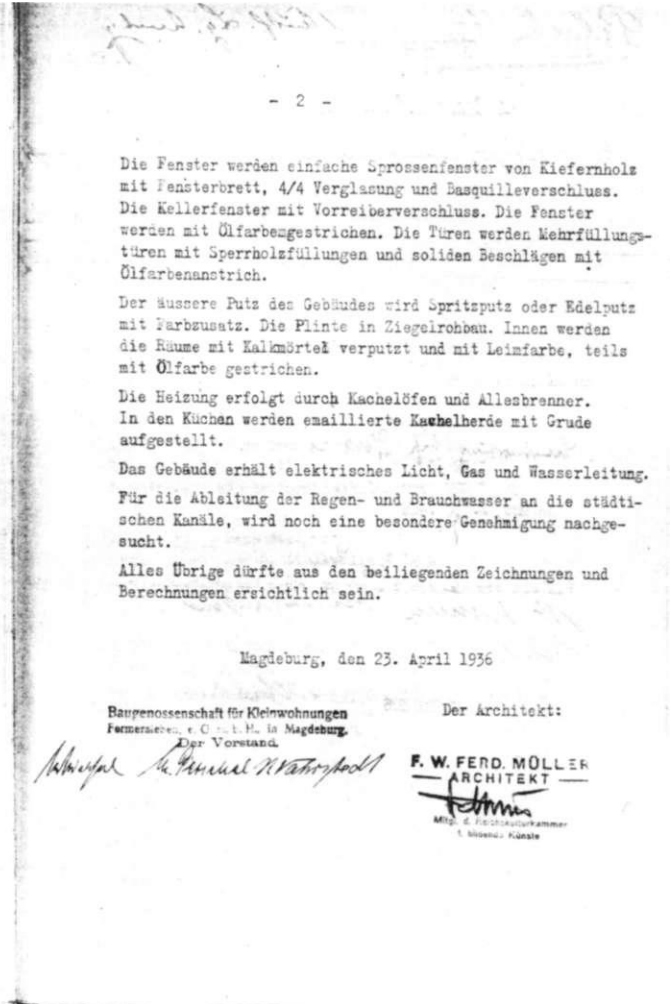 - 2 -
Die Fenster werden einfache Sprossenfenster von Kiefernholz
mit Fensterbrett, 4/4 Verglasung und Basquilleverschluss.
Die Kellerfenster mit Vorreiberverschluss. Die Fenster
werden mit Ölfarbemgestrichen. Die Türen werden Mehrfüllungs-
türen mit Sperrholzfüllungen und soliden Beschlägen mit
Ölfarbenanstrich.
Der äussere Putz des Gebäudes wird Spritzputz oder Edelputz
mit Farbzusatz. Die Plinte in Ziegelrohbau. Innen werden
die Räume mit Kalkmörtel verputzt und mit Leimfarbe, teils
mit Ölfarbe gestrichen.
Die Heizung erfolgt durch Kachelöfen und Allesbrenner.
In den Küchen werden emaillierte Kachelherde mit Grude
aufgestellt.
Das Gebäude erhält elektrisches Licht, Gas und Wasserleitung.
Für die Ableitung der Regen- und Brauchwasser an die städti-
schen Kanäle, wird noch eine besondere Genehmigung nachge-
sucht.
Alles Übrige dürfte aus den beiliegenden Zeichnungen und
Berechnungen ersichtlich sein.
Magdeburg, den 23. April 1936
Baugenossenschaft für Kleinwohnungen
Fermersleben, e. G. m. b. H., in Magdeburg.
Der Vorstand.
Der Architekt:
F. W. FERD. MÜLLER
ARCHITEKT
Mitgl. d. Reichskulturkammer
f. bildende Künste